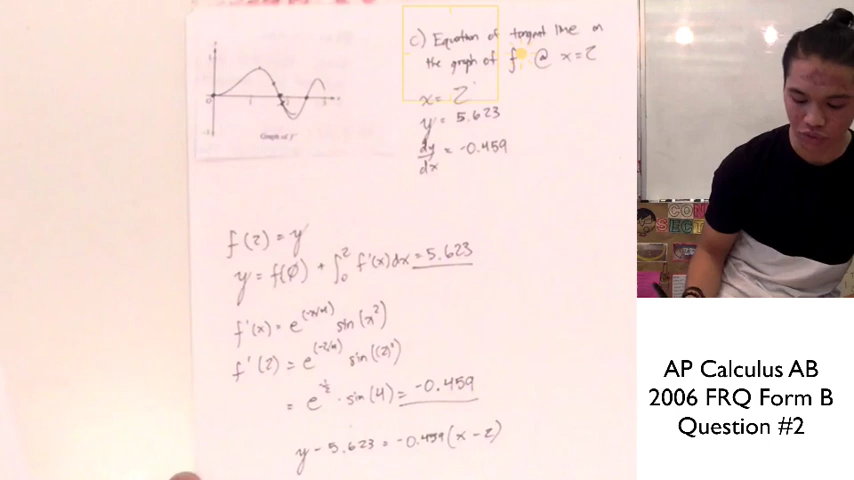 c) Equation of tangent line on
the graph of f @ x=2
x = 2
y = 5.623
dy/dx = -0.459
Graph of f'
f(2) = y
y = f(0) + ∫₀² f'(x)dx = 5.623
f'(x) = e^(-x/4) sin(x²)
f'(2) = e^(-2/4) sin((2)²)
= e^-½ · sin(4) = -0.459
y - 5.623 = -0.459(x - 2)
CON
SECT
AP Calculus AB
2006 FRQ Form B
Question #2